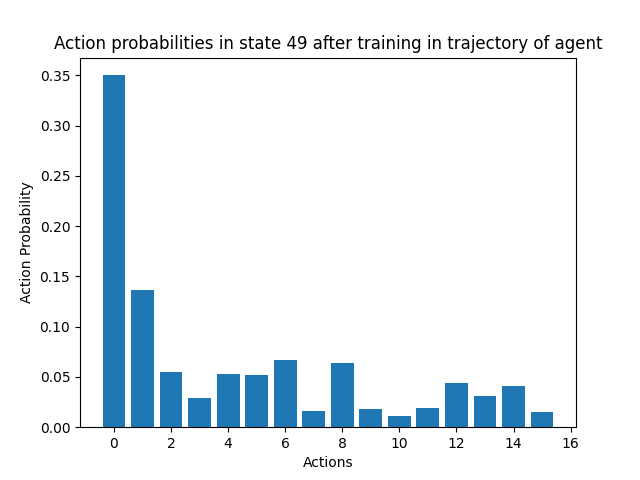 Action probabilities in state 49 after training in trajectory of agent
0.35
0.30
0.25
0.20
0.15
0.10
0.05
0.00
Action Probability
0 2 4 6 8 10 12 14 16
Actions